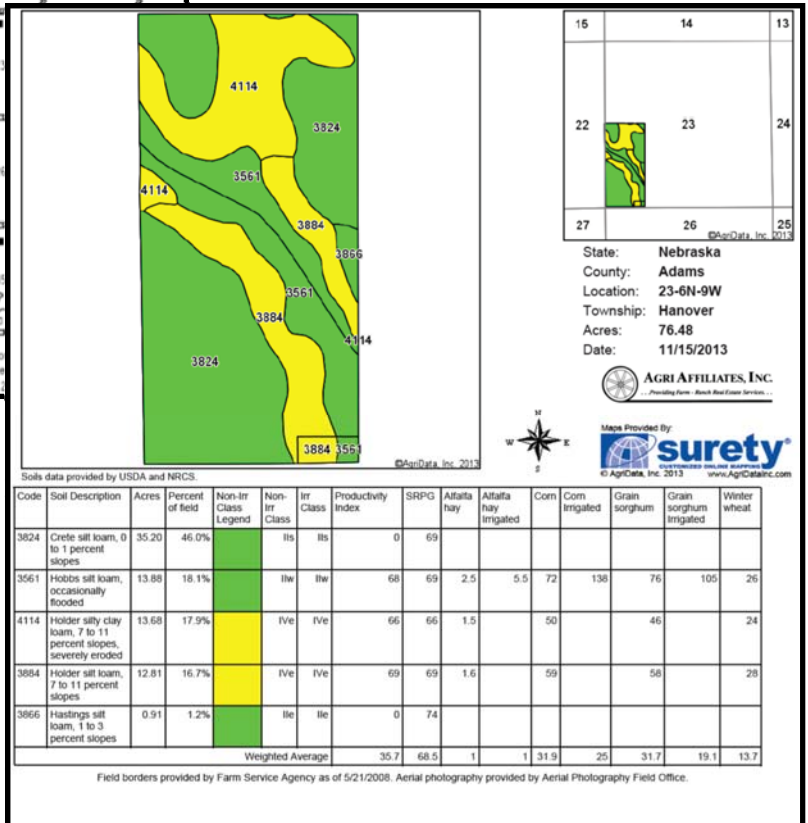 4114
3824
3561
4114
3884
3866
3561
3884
4114
3824
3884 3561
©AgriData, Inc. 2013
Soils data provided by USDA and NRCS.
15 14 13
22 23 24
27 26 25
©AgriData, Inc. 2013
State: Nebraska
County: Adams
Location: 23-6N-9W
Township: Hanover
Acres: 76.48
Date: 11/15/2013
AGRI AFFILIATES, INC.
...Providing Farm - Ranch Real Estate Services...
N
W E
S
Maps Provided By:
surety®
CUSTOMIZED ONLINE MAPPING
© AgriData, Inc. 2013 www.AgriDataInc.com
Code Soil Description Acres Percent of field Non-Irr Class Legend Non-Irr Class Irr Class Productivity Index SRPG Alfalfa hay Alfalfa hay Irrigated Corn Corn Irrigated Grain sorghum Grain sorghum Irrigated Winter wheat
3824 Crete silt loam, 0 to 1 percent slopes 35.20 46.0% IIs IIs 0 69
3561 Hobbs silt loam, occasionally flooded 13.88 18.1% IIw IIw 68 69 2.5 5.5 72 138 76 105 26
4114 Holder silty clay loam, 7 to 11 percent slopes, severely eroded 13.68 17.9% IVe IVe 66 66 1.5 50 46 24
3884 Holder silt loam, 7 to 11 percent slopes 12.81 16.7% IVe IVe 69 69 1.6 59 58 28
3866 Hastings silt loam, 1 to 3 percent slopes 0.91 1.2% IIe IIe 0 74
Weighted Average 35.7 68.5 1 1 31.9 25 31.7 19.1 13.7
Field borders provided by Farm Service Agency as of 5/21/2008. Aerial photography provided by Aerial Photography Field Office.